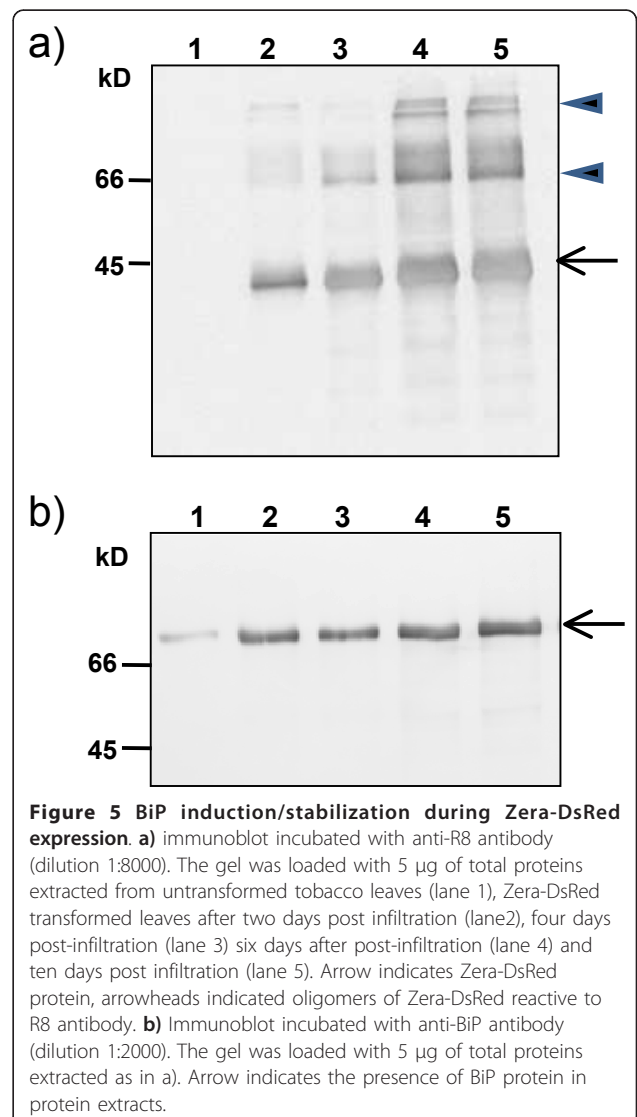 a)
1 2 3 4 5
kD
66
45
b)
1 2 3 4 5
kD
66
45
Figure 5 BiP induction/stabilization during Zera-DsRed
expression. a) immunoblot incubated with anti-R8 antibody
(dilution 1:8000). The gel was loaded with 5 µg of total proteins
extracted from untransformed tobacco leaves (lane 1), Zera-DsRed
transformed leaves after two days post infiltration (lane2), four days
post-infiltration (lane 3) six days after post-infiltration (lane 4) and
ten days post infiltration (lane 5). Arrow indicates Zera-DsRed
protein, arrowheads indicated oligomers of Zera-DsRed reactive to
R8 antibody. b) Immunoblot incubated with anti-BiP antibody
(dilution 1:2000). The gel was loaded with 5 µg of total proteins
extracted as in a). Arrow indicates the presence of BiP protein in
protein extracts.